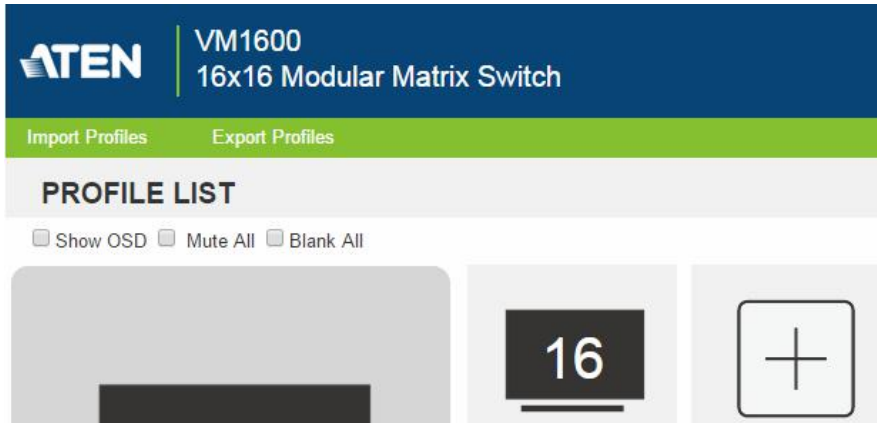 ATEN
VM1600
16x16 Modular Matrix Switch
Import Profiles Export Profiles
PROFILE LIST
Show OSD Mute All Blank All
16